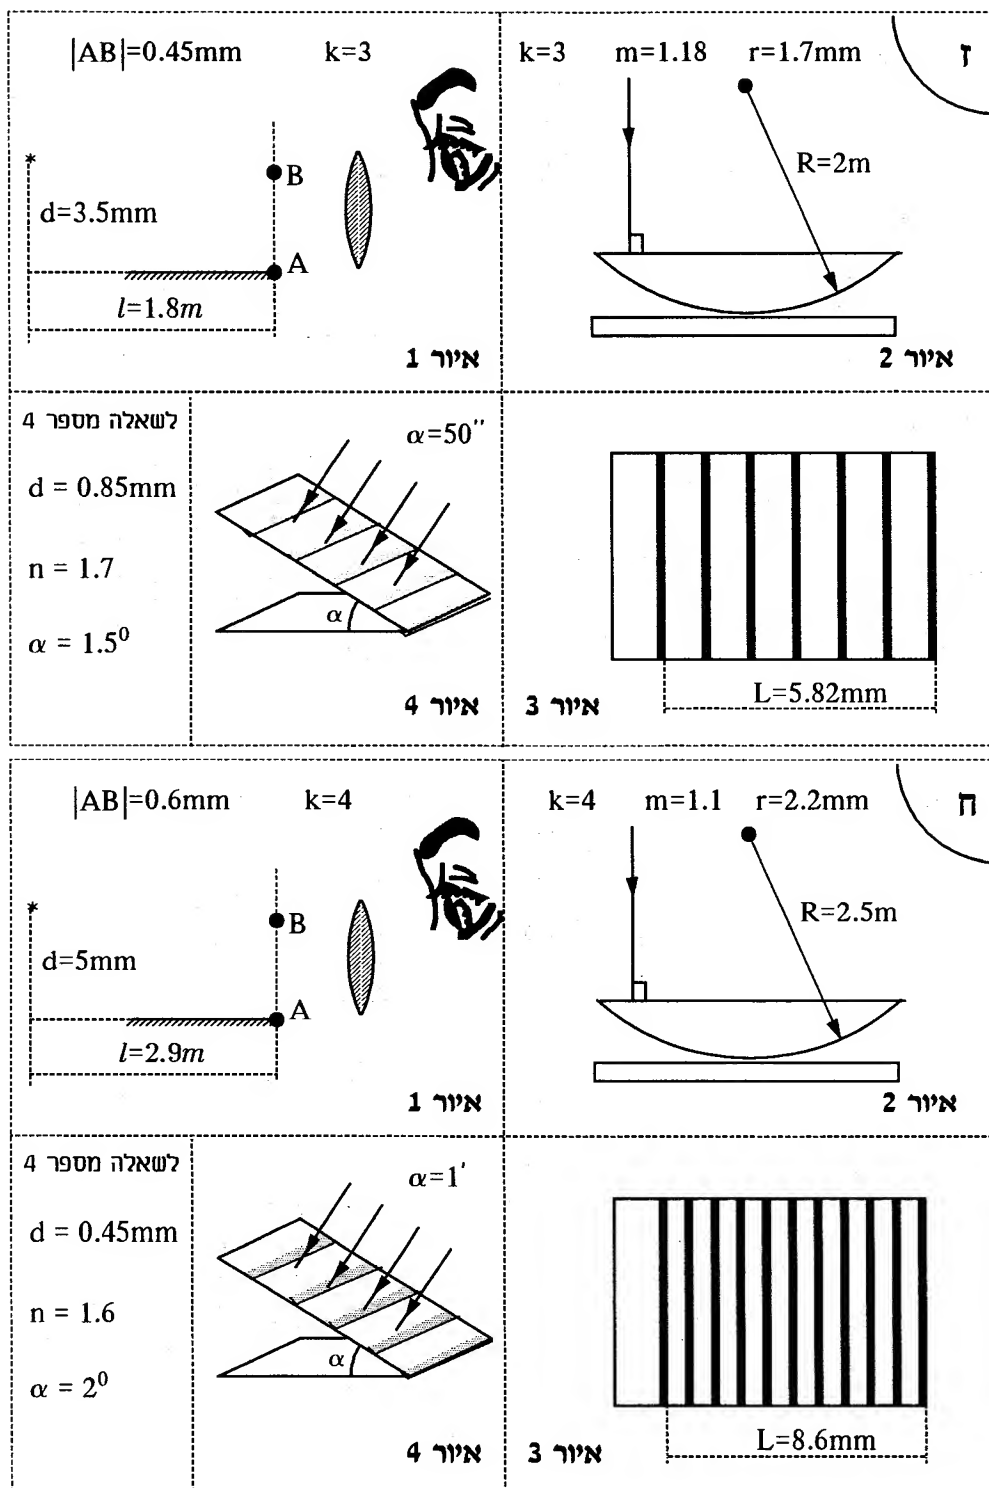 |AB|=0.45mm k=3
d=3.5mm
B
A
l=1.8m
איור 1
ז
k=3 m=1.18 r=1.7mm
R=2m
איור 2
לשאלה מספר 4
d = 0.85mm
n = 1.7
α = 1.5⁰
α=50''
α
איור 4
L=5.82mm
איור 3
|AB|=0.6mm k=4
d=5mm
B
A
l=2.9m
איור 1
ח
k=4 m=1.1 r=2.2mm
R=2.5m
איור 2
לשאלה מספר 4
d = 0.45mm
n = 1.6
α = 2⁰
α=1'
α
איור 4
L=8.6mm
איור 3